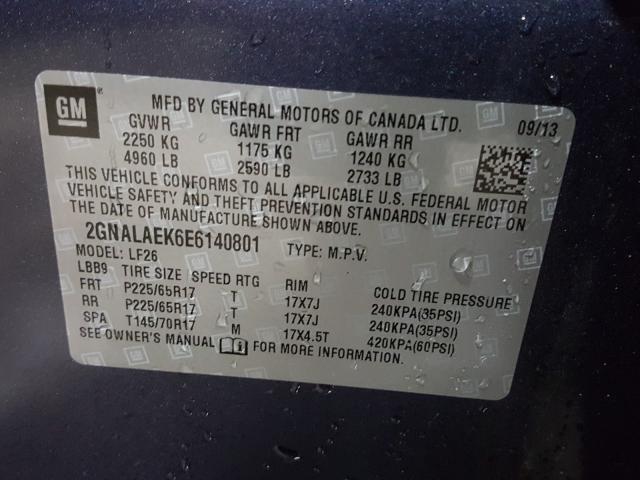 GM
MFD BY GENERAL MOTORS OF CANADA LTD. 09/13
GVWR GAWR FRT GAWR RR
2250 KG 1175 KG 1240 KG
4960 LB 2590 LB 2733 LB
THIS VEHICLE CONFORMS TO ALL APPLICABLE U.S. FEDERAL MOTOR
VEHICLE SAFETY AND THEFT PREVENTION STANDARDS IN EFFECT ON
THE DATE OF MANUFACTURE SHOWN ABOVE.
2GNALAEK6E6140801 TYPE: M.P.V.
MODEL: LF26
LBB9 TIRE SIZE SPEED RTG RIM COLD TIRE PRESSURE
FRT P225/65R17 T 17X7J 240KPA(35PSI)
RR P225/65R17 T 17X7J 240KPA(35PSI)
SPA T145/70R17 M 17X4.5T 420KPA(60PSI)
SEE OWNER'S MANUAL FOR MORE INFORMATION.